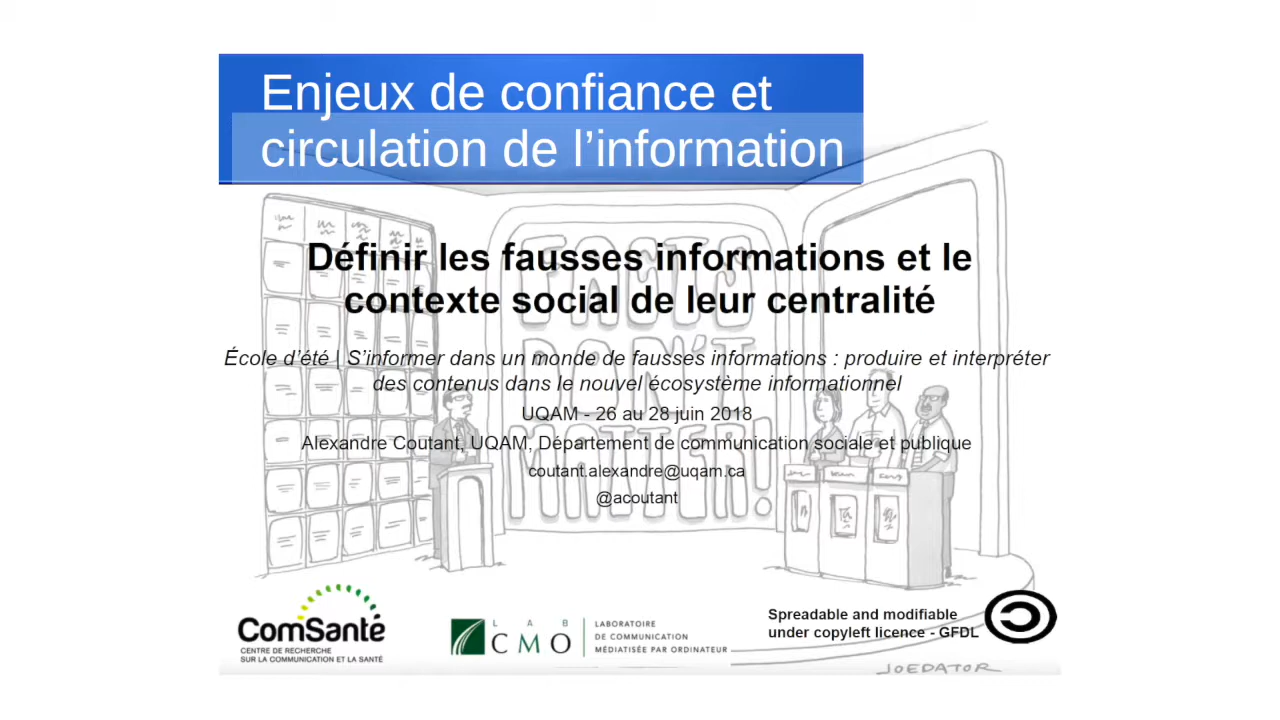 Enjeux de confiance et
circulation de l’information
Définir les fausses informations et le
contexte social de leur centralité
École d’été | S’informer dans un monde de fausses informations : produire et interpréter
des contenus dans le nouvel écosystème informationnel
UQAM - 26 au 28 juin 2018
Alexandre Coutant, UQAM, Département de communication sociale et publique
coutant.alexandre@uqam.ca
@acoutant
FACTS
DON'T
MATTER!
ComSanté
CENTRE DE RECHERCHE
SUR LA COMMUNICATION ET LA SANTÉ
LAB
CMO
LABORATOIRE
DE COMMUNICATION
MÉDIATISÉE PAR ORDINATEUR
Spreadable and modifiable
under copyleft licence - GFDL
JOEDATOR